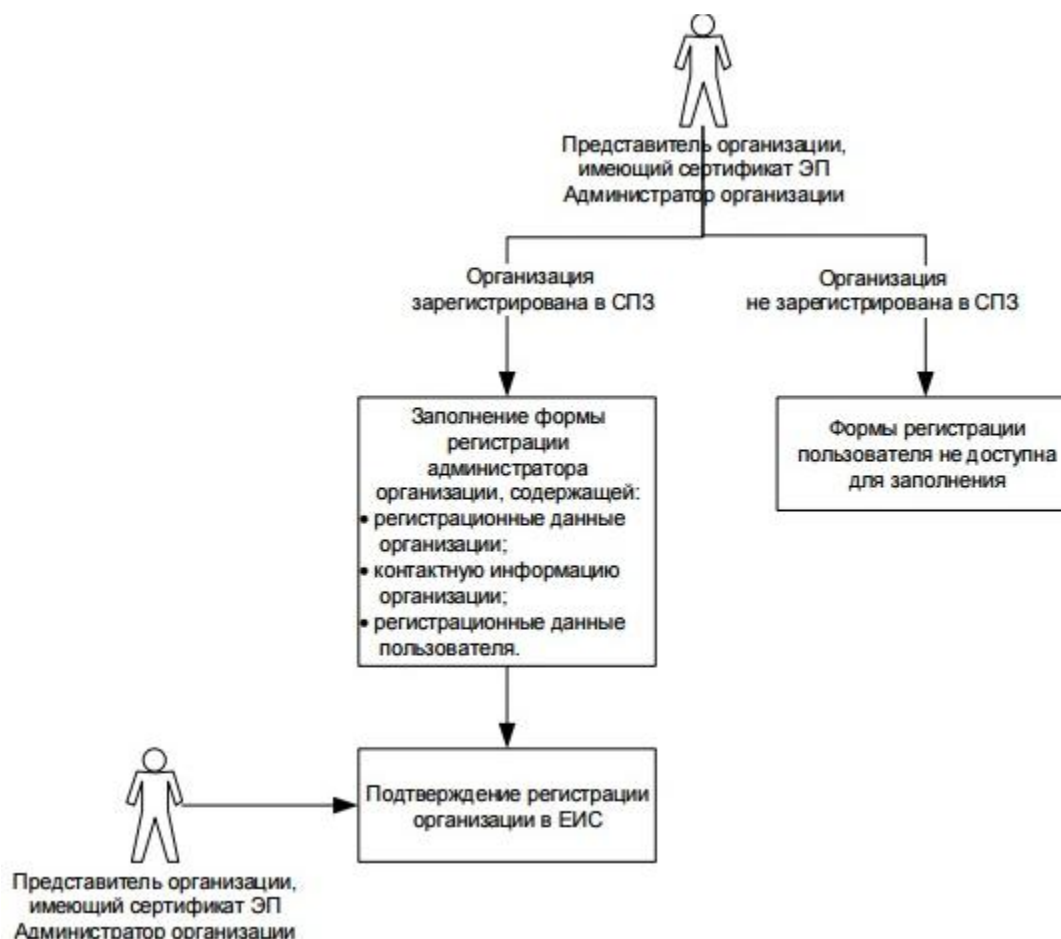 Представитель организации,
имеющий сертификат ЭП
Администратор организации
Организация
зарегистрирована в СПЗ
Организация
не зарегистрирована в СПЗ
Заполнение формы
регистрации
администратора
организации, содержащей:
• регистрационные данные
организации;
• контактную информацию
организации;
• регистрационные данные
пользователя.
Формы регистрации
пользователя не доступна
для заполнения
Подтверждение регистрации
организации в ЕИС
Представитель организации,
имеющий сертификат ЭП
Администратор организации